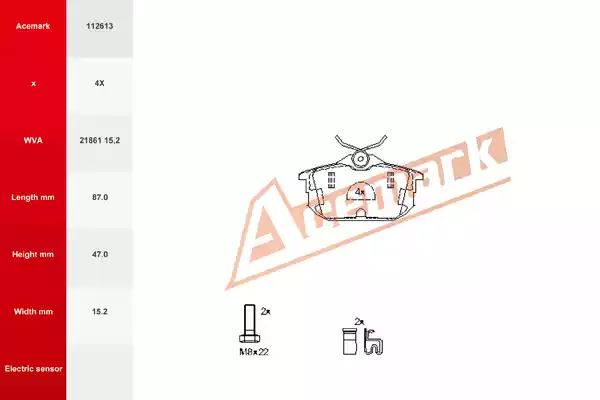 Acemark 112613
x 4X
WVA 21861 15,2
Length mm 87.0
Height mm 47.0
Width mm 15.2
Electric sensor
Acemark
4x
2x
M8x22
2x